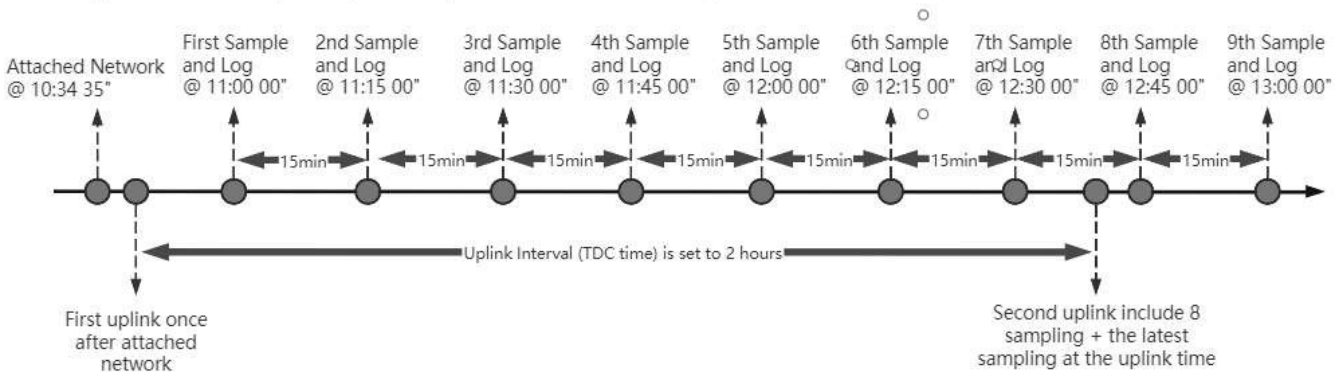 Attached Network
@ 10:34 35"
First Sample
and Log
@ 11:00 00"
2nd Sample
and Log
@ 11:15 00"
3rd Sample
and Log
@ 11:30 00"
4th Sample
and Log
@ 11:45 00"
5th Sample
and Log
@ 12:00 00"
6th Sample
and Log
@ 12:15 00"
7th Sample
and Log
@ 12:30 00"
8th Sample
and Log
@ 12:45 00"
9th Sample
and Log
@ 13:00 00"
15min
15min
15min
15min
15min
15min
15min
15min
Uplink Interval (TDC time) is set to 2 hours
First uplink once
after attached
network
Second uplink include 8
sampling + the latest
sampling at the uplink time